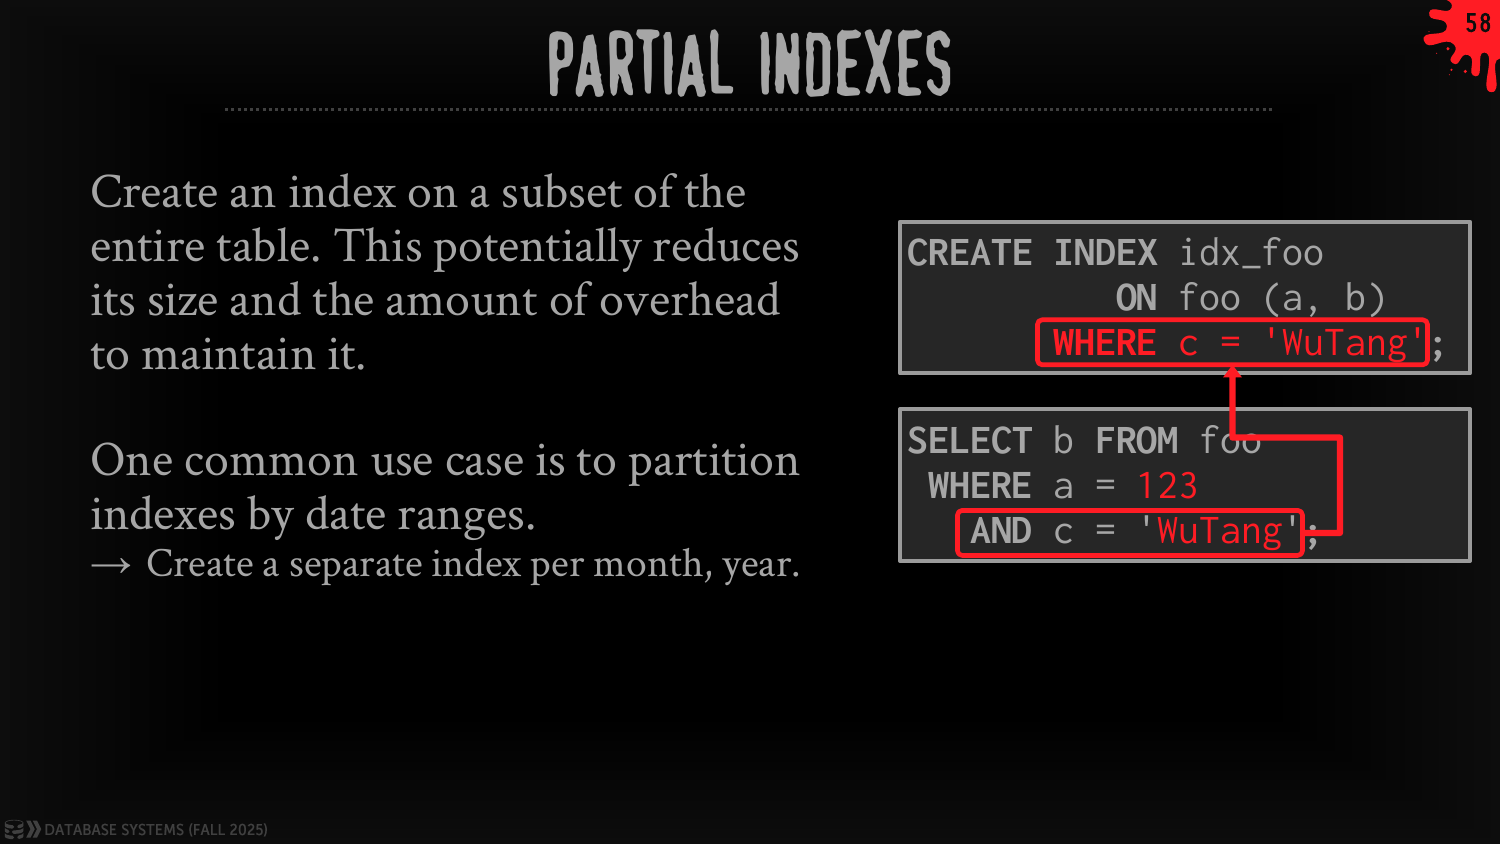 58
PARTIAL INDEXES
Create an index on a subset of the
entire table. This potentially reduces
its size and the amount of overhead
to maintain it.
One common use case is to partition
indexes by date ranges.
→ Create a separate index per month, year.
CREATE INDEX idx_foo
ON foo (a, b)
WHERE c = 'WuTang';
SELECT b FROM foo
WHERE a = 123
AND c = 'WuTang';
DATABASE SYSTEMS (FALL 2025)